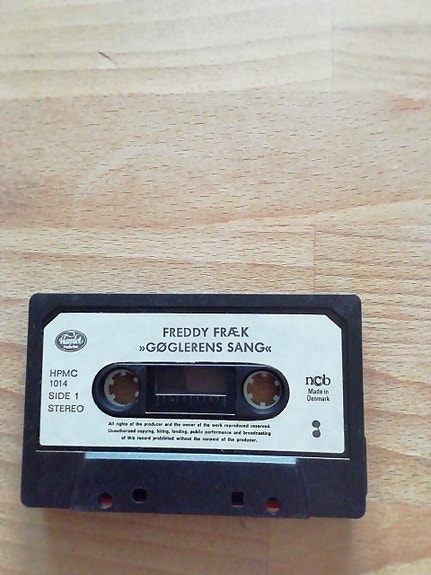 FREDDY FRÆK
»GØGLERENS SANG«
Hamlet
HPMC
1014
SIDE 1
STEREO
ncb
Made in
Denmark
All rights of the producer and the owner of the work reproduced reserved.
Unauthorized copying, hiring, lending, public performance and broadcasting
of this record prohibited without the consent of the producer.